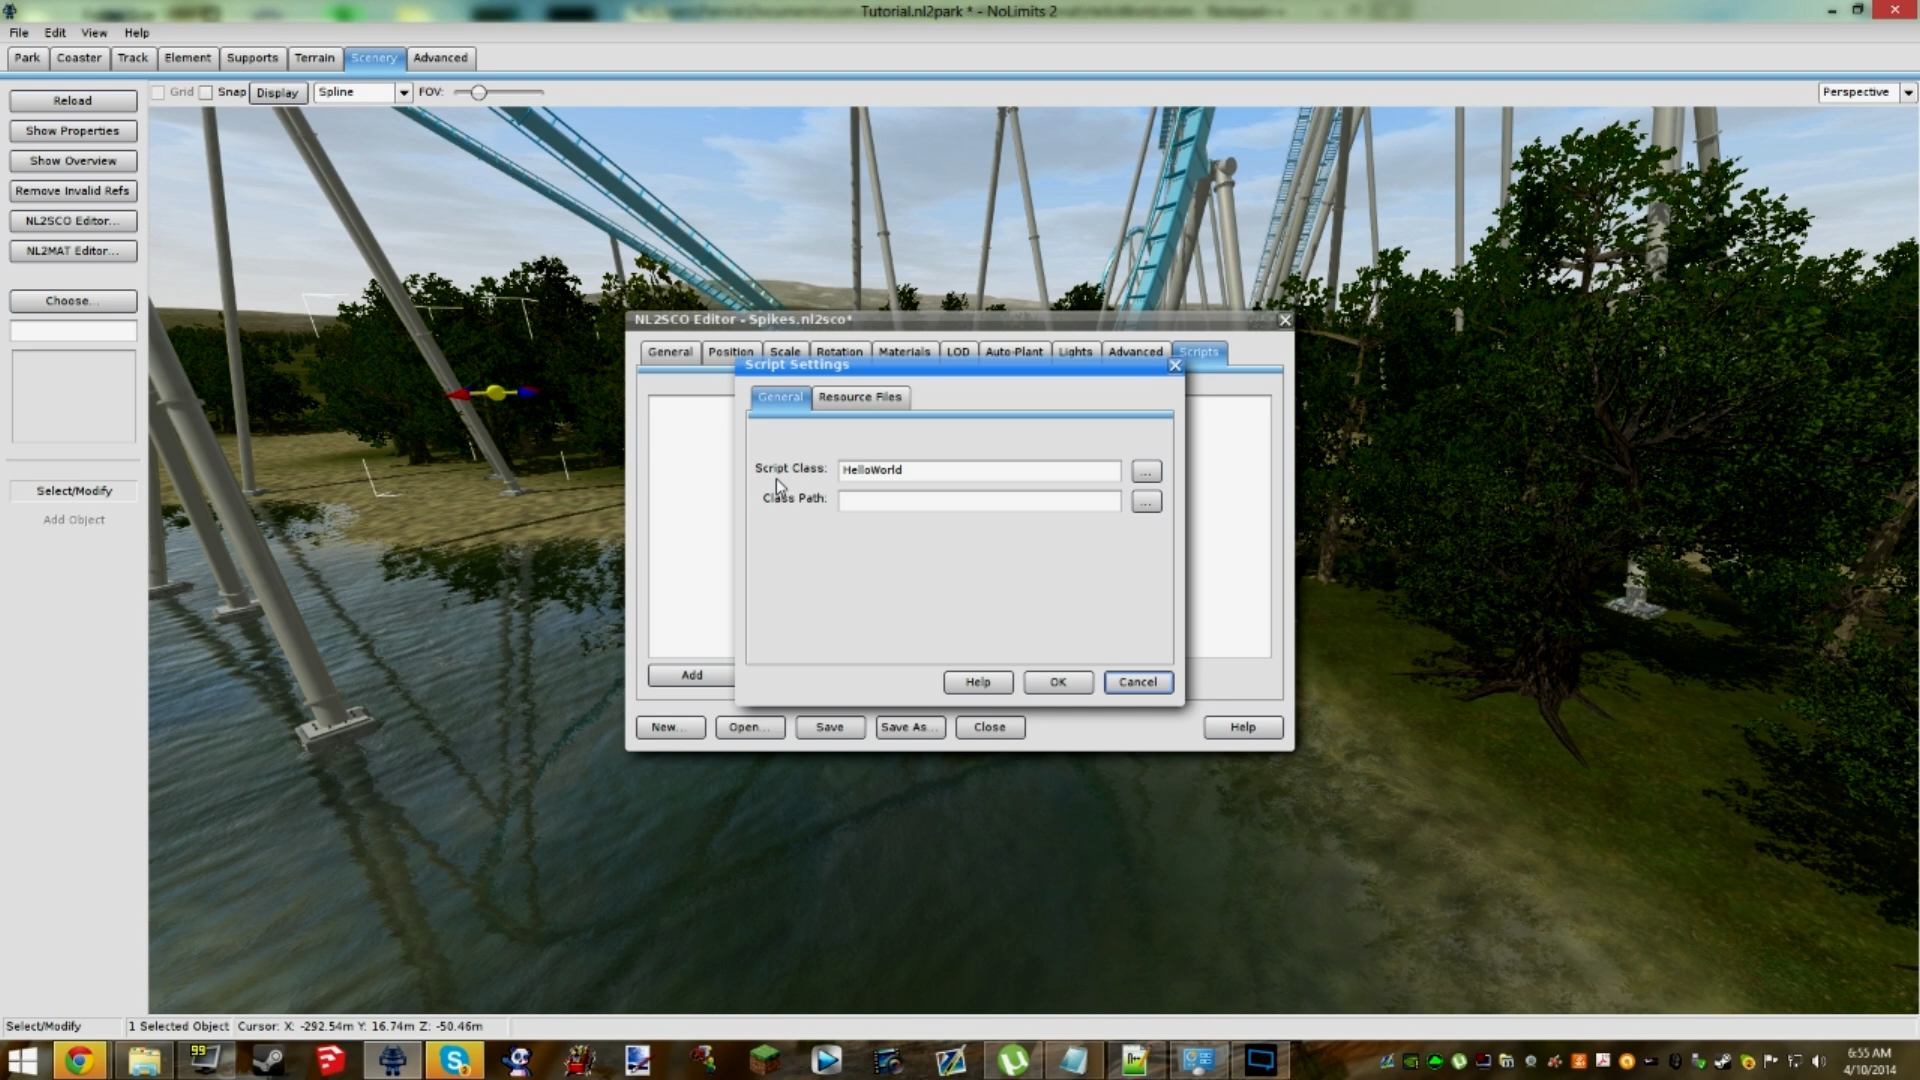 Tutorial.nl2park * - NoLimits 2
File Edit View Help
Park Coaster Track Element Supports Terrain Scenery Advanced
Grid Snap Display Spline FOV: Perspective
Reload
Show Properties
Show Overview
Remove Invalid Refs
NL2SCO Editor...
NL2MAT Editor...
Choose...
Select/Modify
Add Object
NL2SCO Editor - Spikes.nl2sco*
General Position Scale Rotation Materials LOD Auto-Plant Lights Advanced Scripts
Script Settings
General Resource Files
Script Class: HelloWorld ...
Class Path: ...
Help OK Cancel
Add
New... Open... Save Save As... Close Help
Select/Modify 1 Selected Object Cursor: X: -292.54m Y: 16.74m Z: -50.46m
99
6:55 AM
4/10/2014